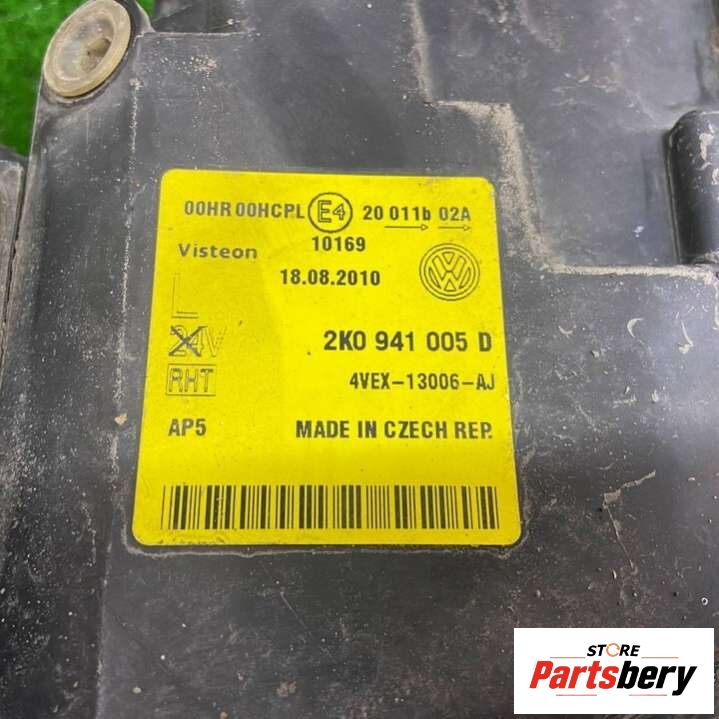 00HR 00HCPL E4 20 011b 02A
Visteon 10169
18.08.2010 VW
L
24V 2K0 941 005 D
RHT 4VEX-13006-AJ
AP5 MADE IN CZECH REP.
STORE
Partsbery